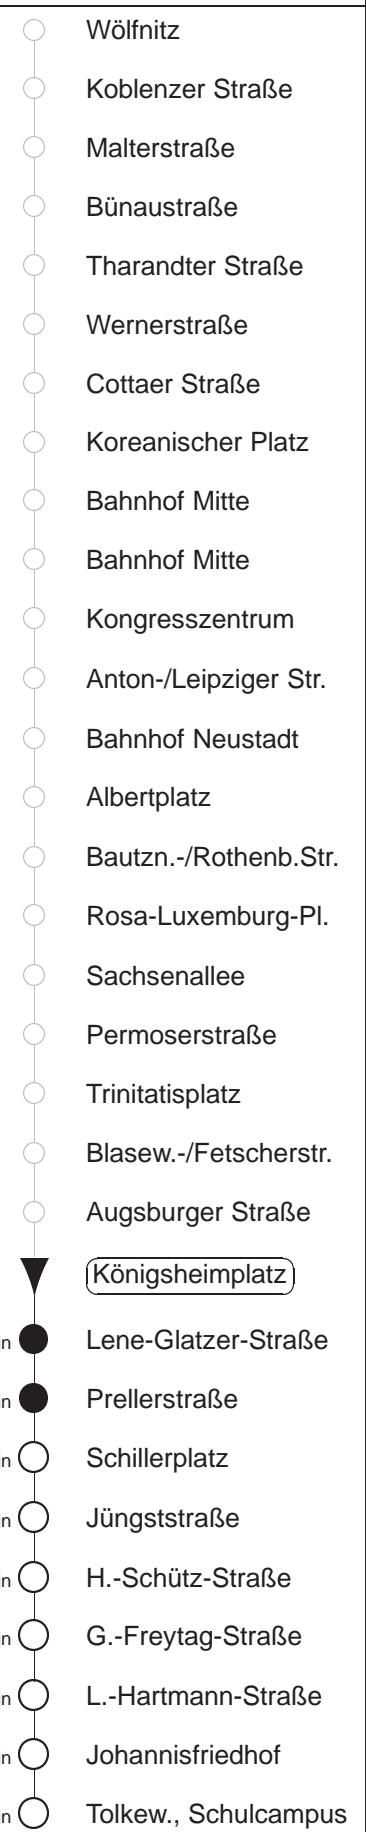 Wölfnitz
Koblenzer Straße
Malterstraße
Bünaustraße
Tharandter Straße
Wernerstraße
Cottaer Straße
Koreanischer Platz
Bahnhof Mitte
Bahnhof Mitte
Kongresszentrum
Anton-/Leipziger Str.
Bahnhof Neustadt
Albertplatz
Bautzn.-/Rothenb.Str.
Rosa-Luxemburg-Pl.
Sachsenallee
Permoserstraße
Trinitatisplatz
Blasew.-/Fetscherstr.
Augsburger Straße
Königsheimplatz
Lene-Glatzer-Straße
Prellerstraße
Schillerplatz
Jüngststraße
H.-Schütz-Straße
G.-Freytag-Straße
L.-Hartmann-Straße
Johannisfriedhof
Tolkew., Schulcampus